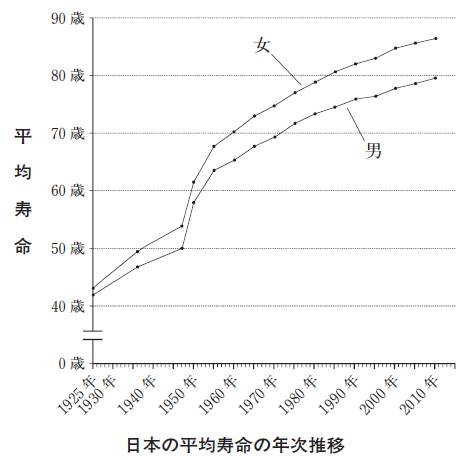 90 歳
80 歳
70 歳
60 歳
50 歳
40 歳
0 歳
平均寿命
女
男
1925 年
1930 年
1940 年
1950 年
1960 年
1970 年
1980 年
1990 年
2000 年
2010 年
日本の平均寿命の年次推移